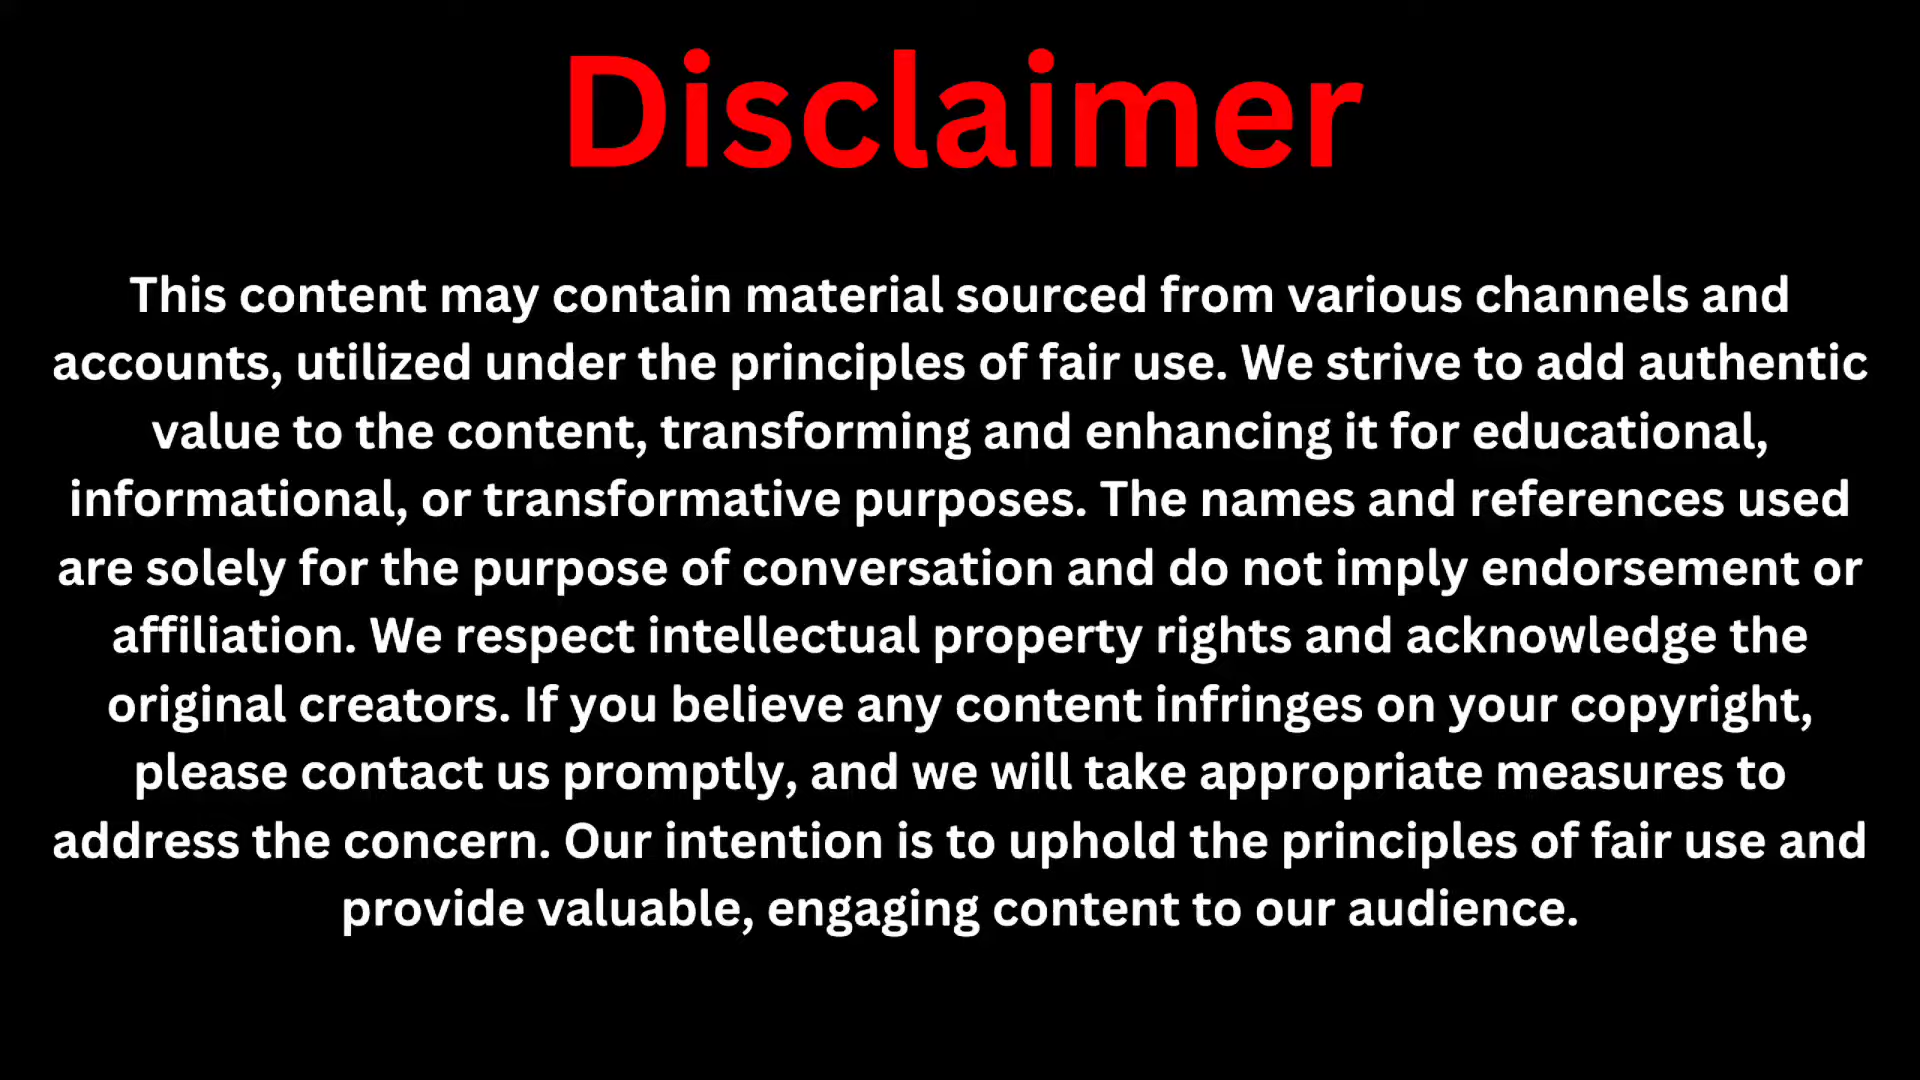 Disclaimer
This content may contain material sourced from various channels and
accounts, utilized under the principles of fair use. We strive to add authentic
value to the content, transforming and enhancing it for educational,
informational, or transformative purposes. The names and references used
are solely for the purpose of conversation and do not imply endorsement or
affiliation. We respect intellectual property rights and acknowledge the
original creators. If you believe any content infringes on your copyright,
please contact us promptly, and we will take appropriate measures to
address the concern. Our intention is to uphold the principles of fair use and
provide valuable, engaging content to our audience.